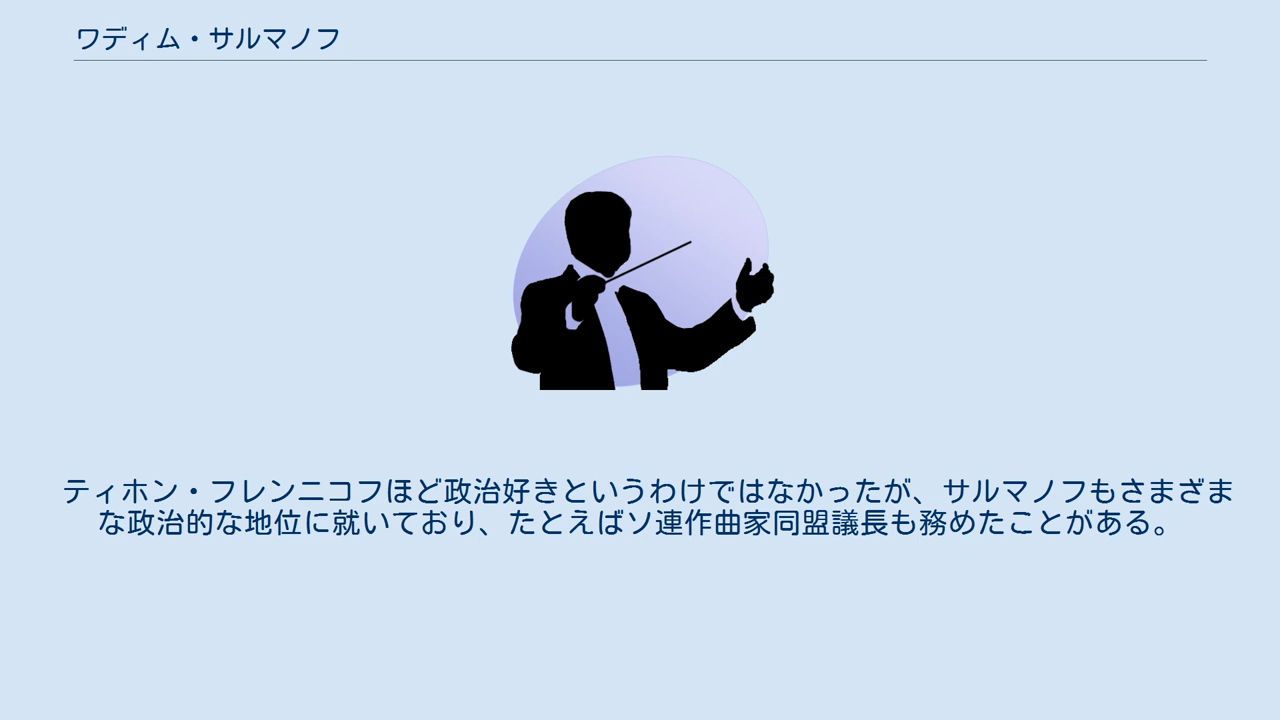 ワディム・サルマノフ
ティホン・フレンニコフほど政治好きというわけではなかったが、サルマノフもさまざま
な政治的な地位に就いており、たとえばソ連作曲家同盟議長も務めたことがある。